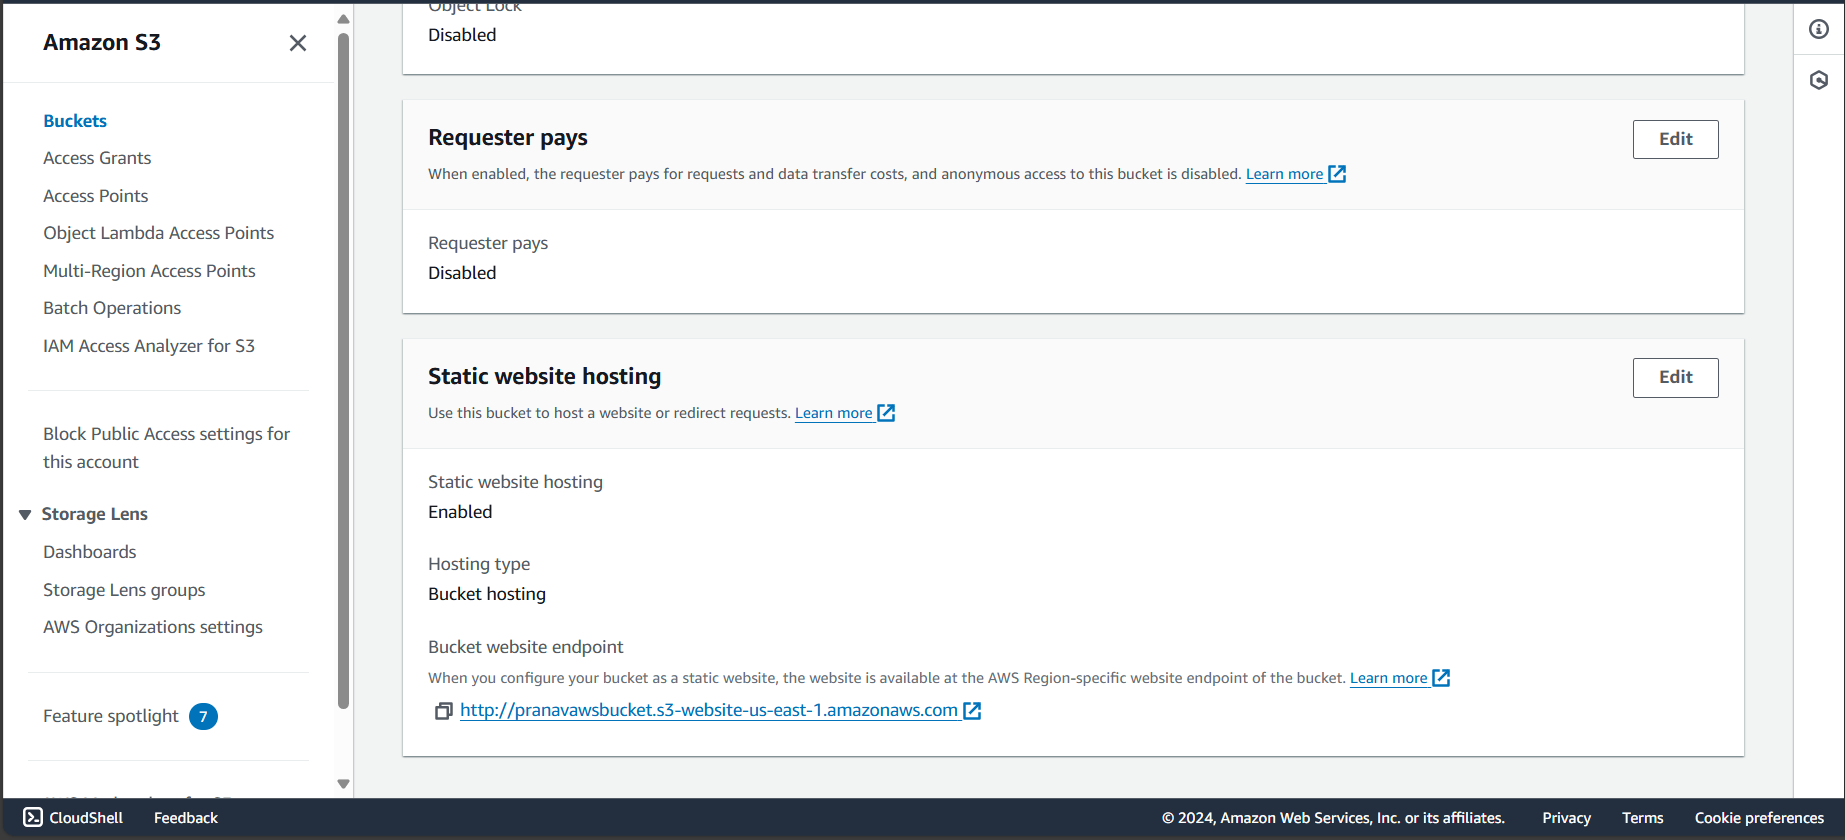 Amazon S3
Buckets
Access Grants
Access Points
Object Lambda Access Points
Multi-Region Access Points
Batch Operations
IAM Access Analyzer for S3
Block Public Access settings for
this account
Storage Lens
Dashboards
Storage Lens groups
AWS Organizations settings
Feature spotlight 7
Object Lock
Disabled
Requester pays
Edit
When enabled, the requester pays for requests and data transfer costs, and anonymous access to this bucket is disabled. Learn more
Requester pays
Disabled
Static website hosting
Edit
Use this bucket to host a website or redirect requests. Learn more
Static website hosting
Enabled
Hosting type
Bucket hosting
Bucket website endpoint
When you configure your bucket as a static website, the website is available at the AWS Region-specific website endpoint of the bucket. Learn more
http://pranavawsbucket.s3-website-us-east-1.amazonaws.com
CloudShell Feedback © 2024, Amazon Web Services, Inc. or its affiliates. Privacy Terms Cookie preferences